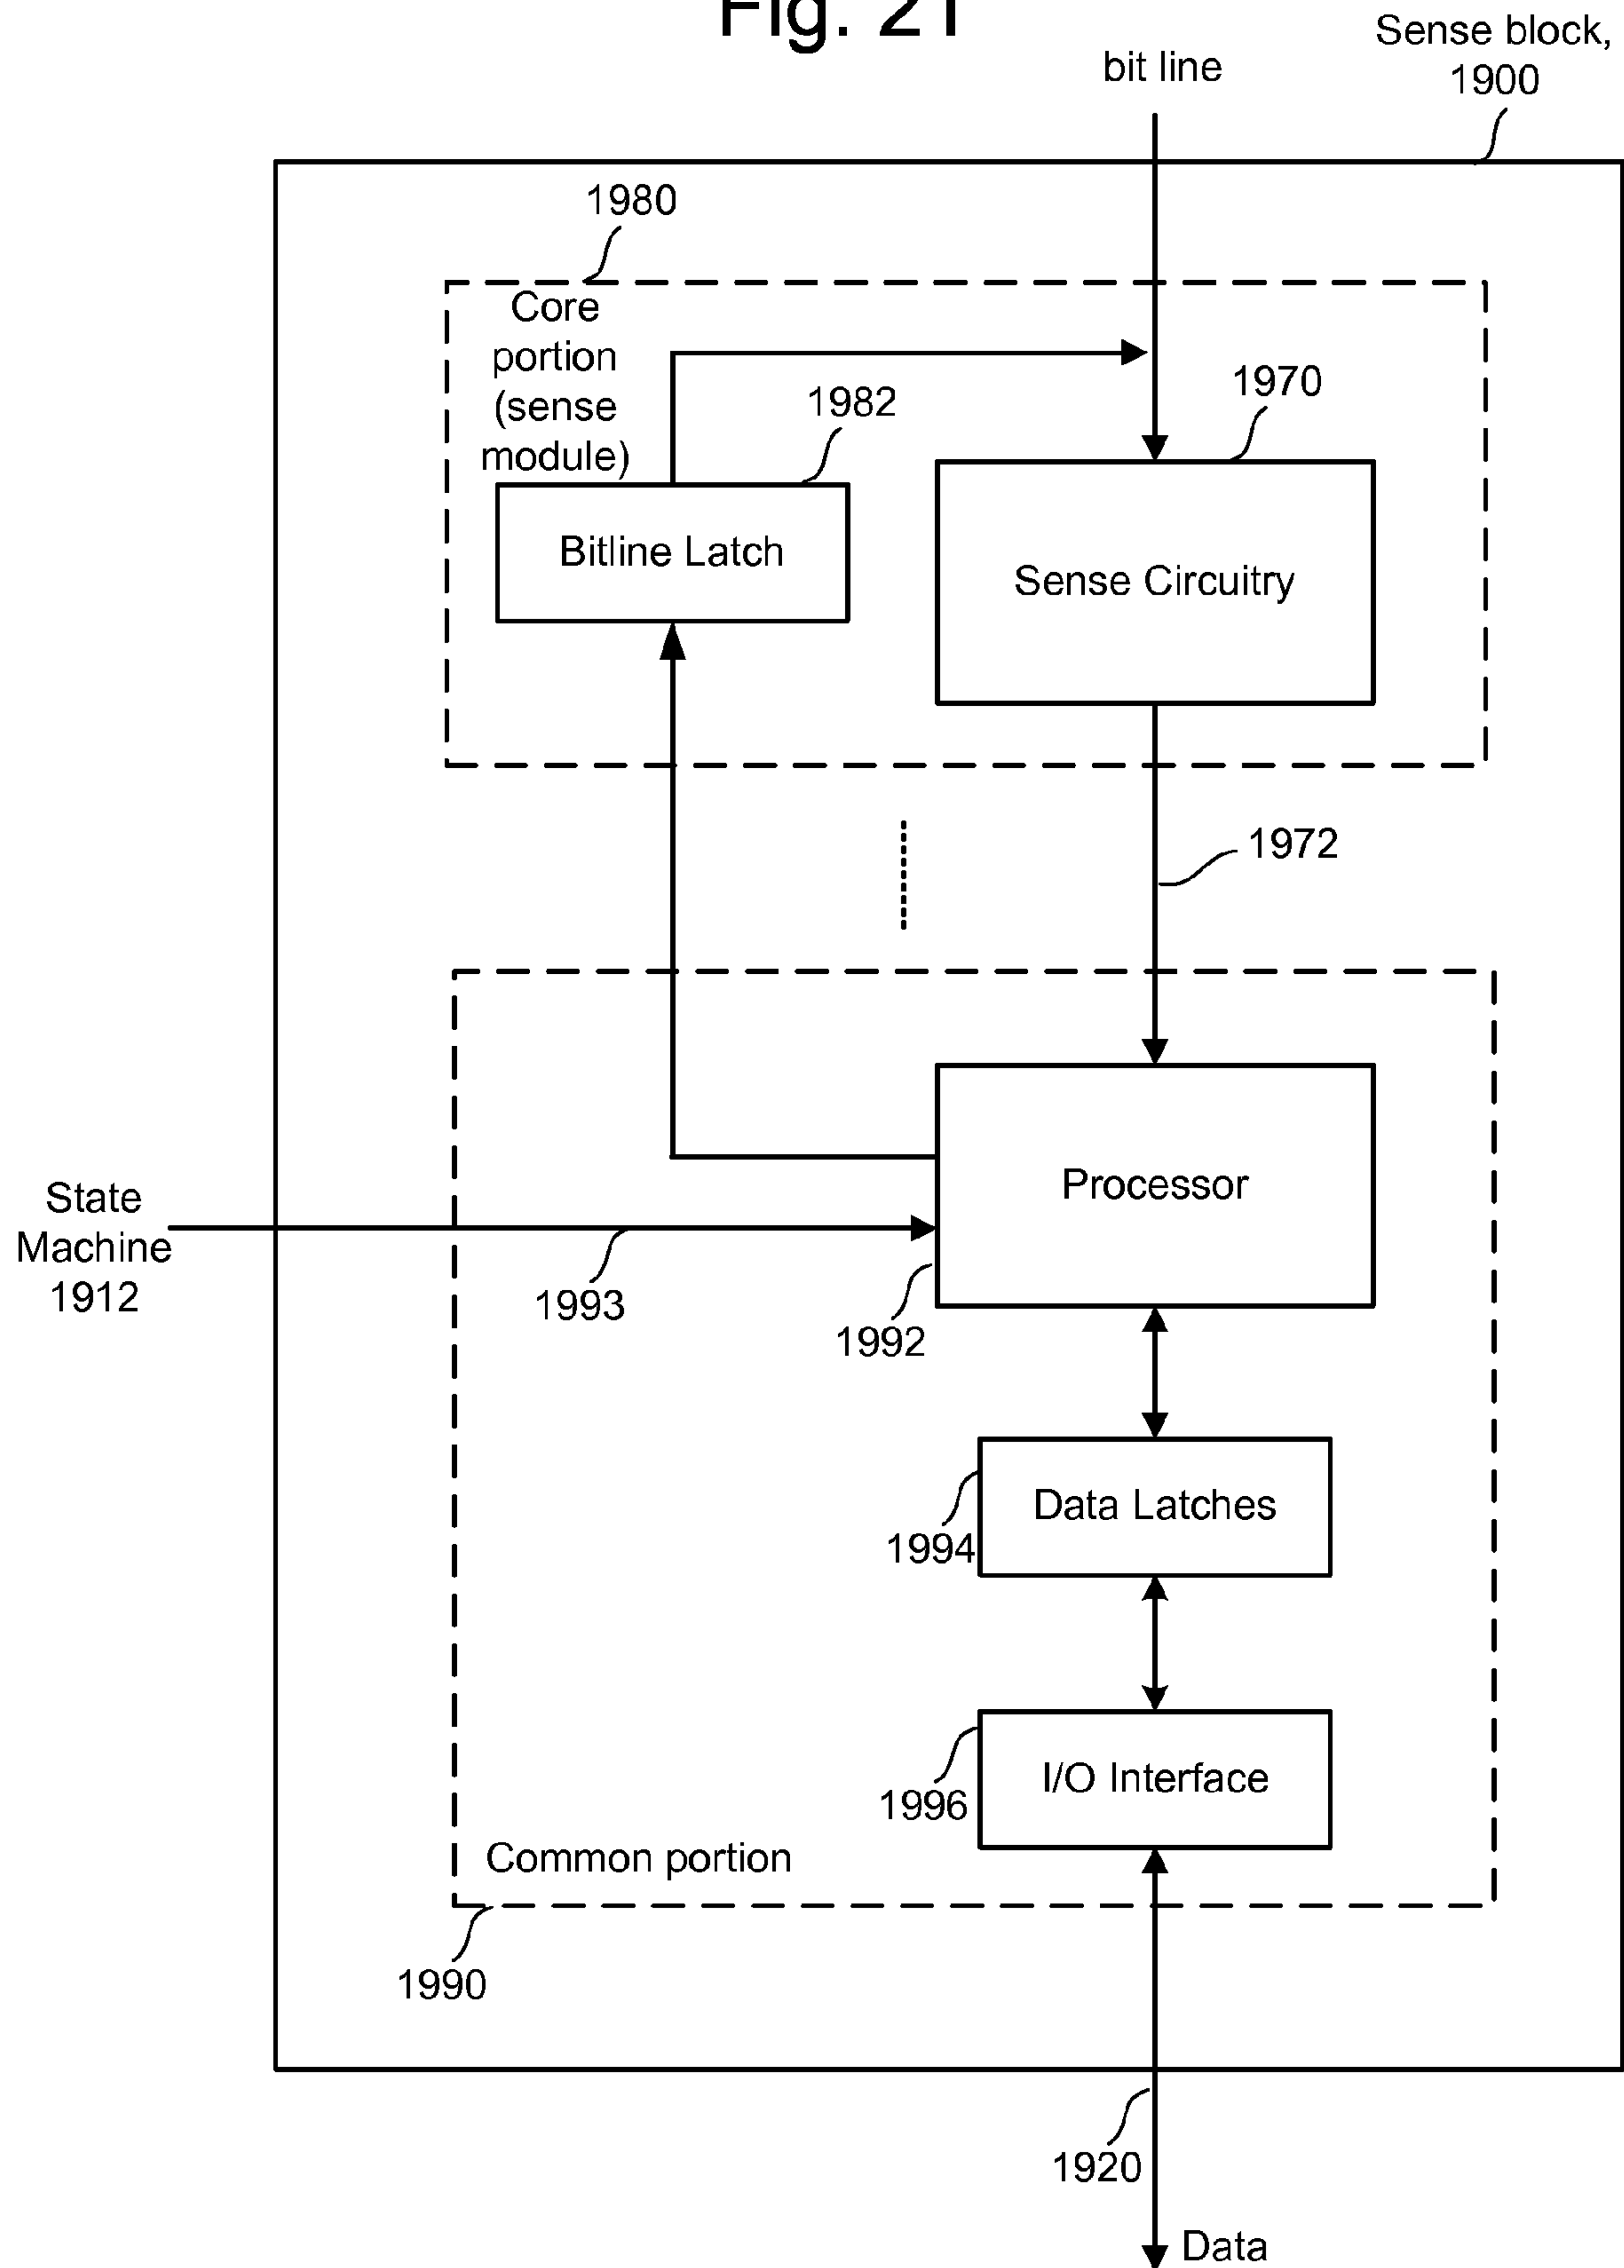 Fig. 21
Sense block,
1900
bit line
1980
Core
portion
(sense
module)
1982
1970
Bitline Latch
Sense Circuitry
1972
Processor
State
Machine
1912
1993
1992
Data Latches
1994
I/O Interface
1996
Common portion
1990
1920
Data